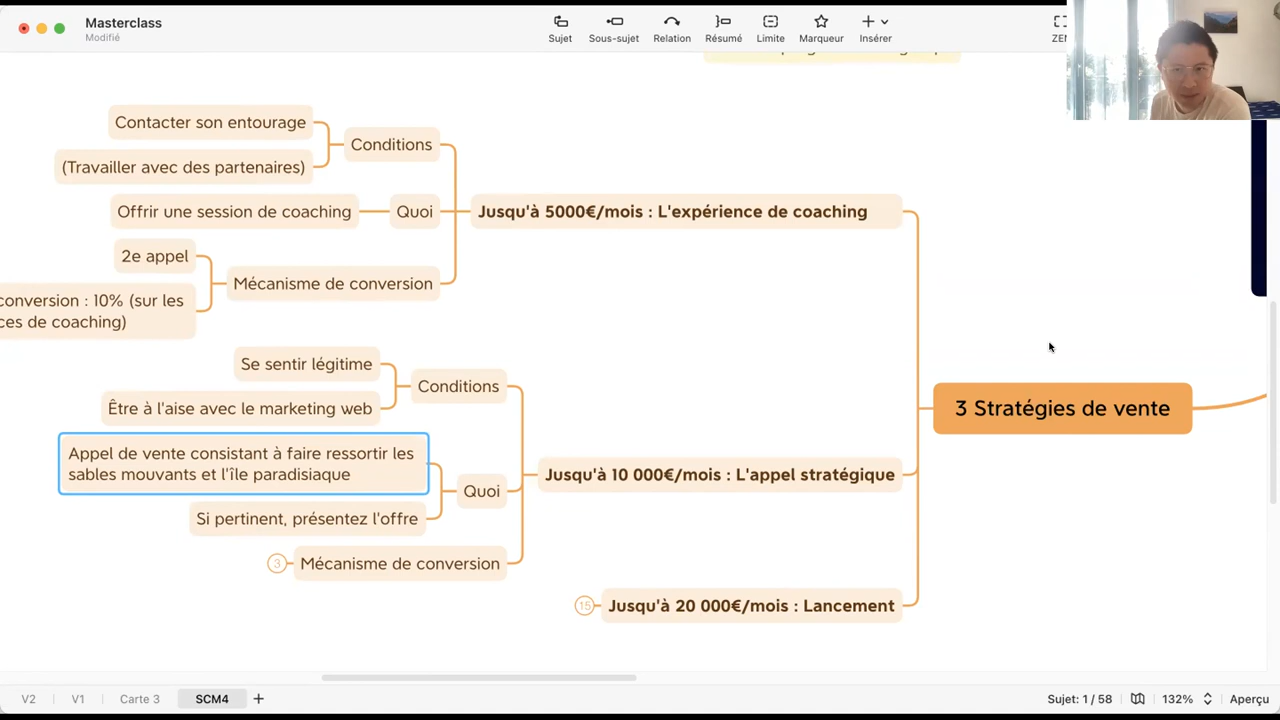 Masterclass
Modifié
Sujet
Sous-sujet
Relation
Résumé
Limite
Marqueur
Insérer
Contacter son entourage
(Travailler avec des partenaires)
Conditions
Offrir une session de coaching
Quoi
Jusqu'à 5000€/mois : L'expérience de coaching
2e appel
conversion : 10% (sur les
ces de coaching)
Mécanisme de conversion
Se sentir légitime
Être à l'aise avec le marketing web
Conditions
Appel de vente consistant à faire ressortir les
sables mouvants et l'île paradisiaque
Si pertinent, présentez l'offre
Quoi
3
Mécanisme de conversion
Jusqu'à 10 000€/mois : L'appel stratégique
15
Jusqu'à 20 000€/mois : Lancement
3 Stratégies de vente
V2
V1
Carte 3
SCM4
Sujet: 1 / 58
132%
Aperçu